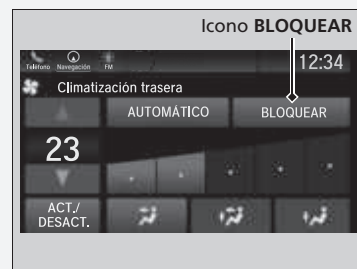 Icono BLOQUEAR
Teléfono Navegación FM 12:34
Climatización trasera
AUTOMÁTICO BLOQUEAR
23
ACT./
DESACT.